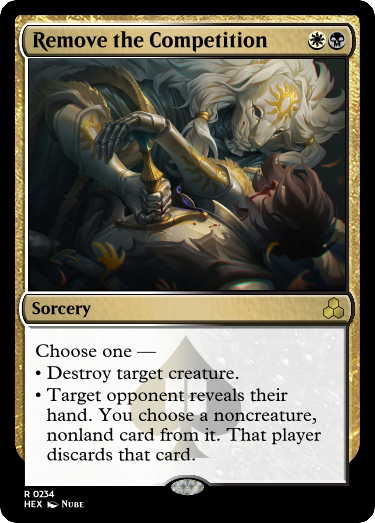 Remove the Competition
Sorcery
Choose one —
• Destroy target creature.
• Target opponent reveals their
hand. You choose a noncreature,
nonland card from it. That player
discards that card.
R 0234
HEX NUBE